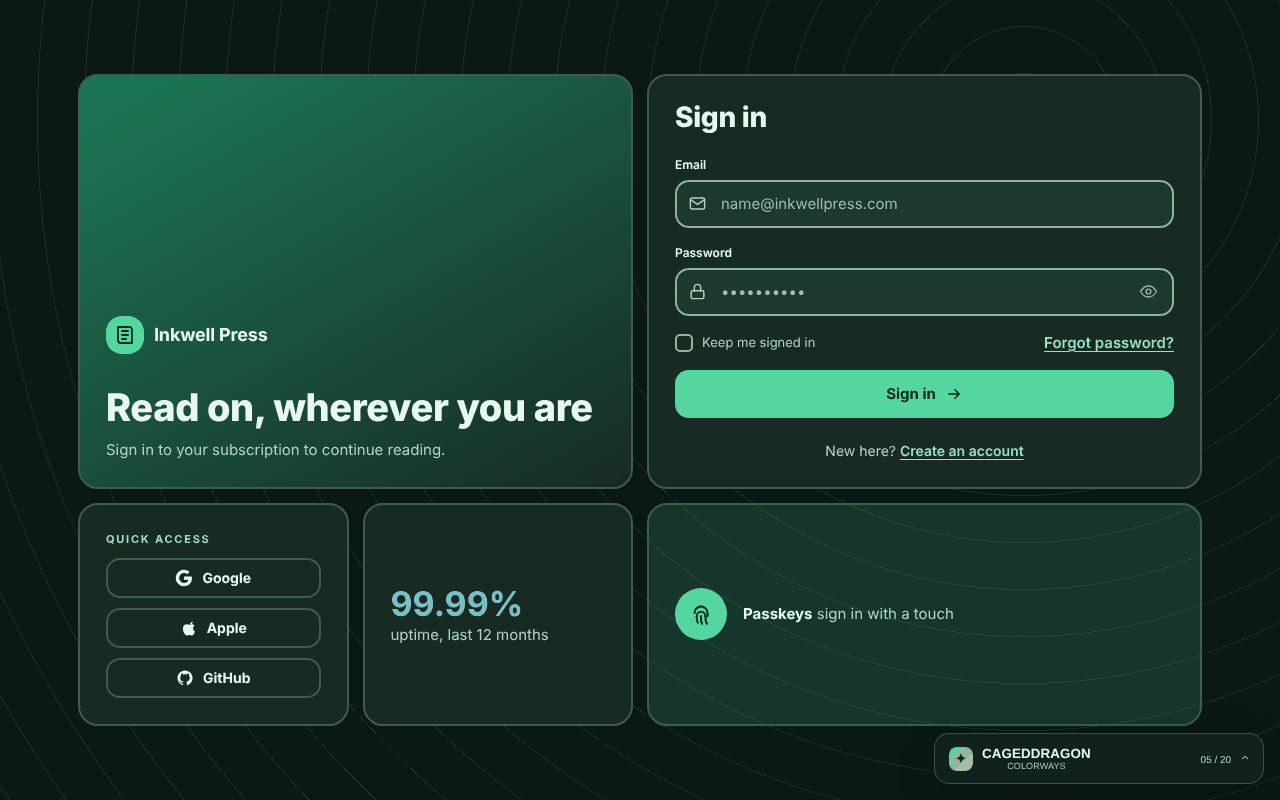 Inkwell Press
Read on, wherever you are
Sign in to your subscription to continue reading.
Sign in
Email
name@inkwellpress.com
Password
••••••••••
Keep me signed in
Forgot password?
Sign in →
New here? Create an account
QUICK ACCESS
Google
Apple
GitHub
99.99%
uptime, last 12 months
Passkeys sign in with a touch
CAGEDDRAGON
COLORWAYS
05 / 20